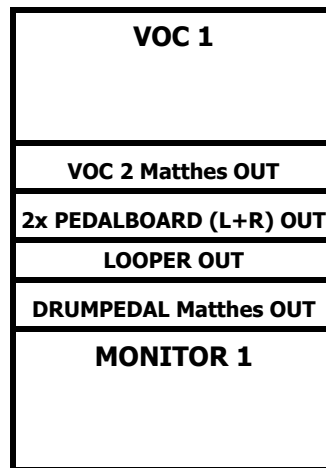 VOC 1
VOC 2 Matthes OUT
2x PEDALBOARD (L+R) OUT
LOOPER OUT
DRUMPEDAL Matthes OUT
MONITOR 1